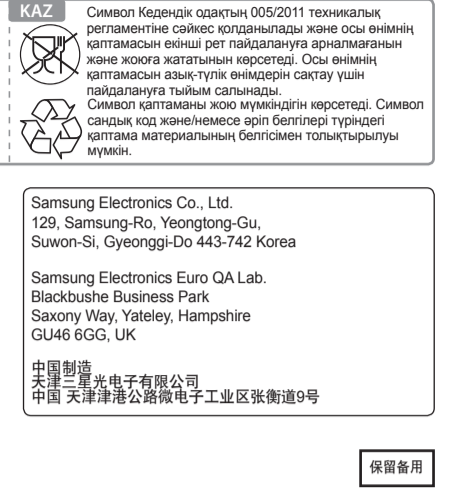 KAZ
Символ Кедендік одақтың 005/2011 техникалық
регламентіне сәйкес қолданылады және осы өнімнің
қаптамасын екінші рет пайдалануға арналмағанын
және жоюға жататынын көрсетеді. Осы өнімнің
қаптамасын азық-түлік өнімдерін сақтау үшін
пайдалануға тыйым салынады.
Символ қаптаманы жою мүмкіндігін көрсетеді. Символ
сандық код және/немесе әріп белгілері түріндегі
қаптама материалының белгісімен толықтырылуы
мүмкін.
Samsung Electronics Co., Ltd.
129, Samsung-Ro, Yeongtong-Gu,
Suwon-Si, Gyeonggi-Do 443-742 Korea
Samsung Electronics Euro QA Lab.
Blackbushe Business Park
Saxony Way, Yateley, Hampshire
GU46 6GG, UK
中国制造
天津三星光电子有限公司
中国 天津津港公路微电子工业区张衡道9号
保留备用